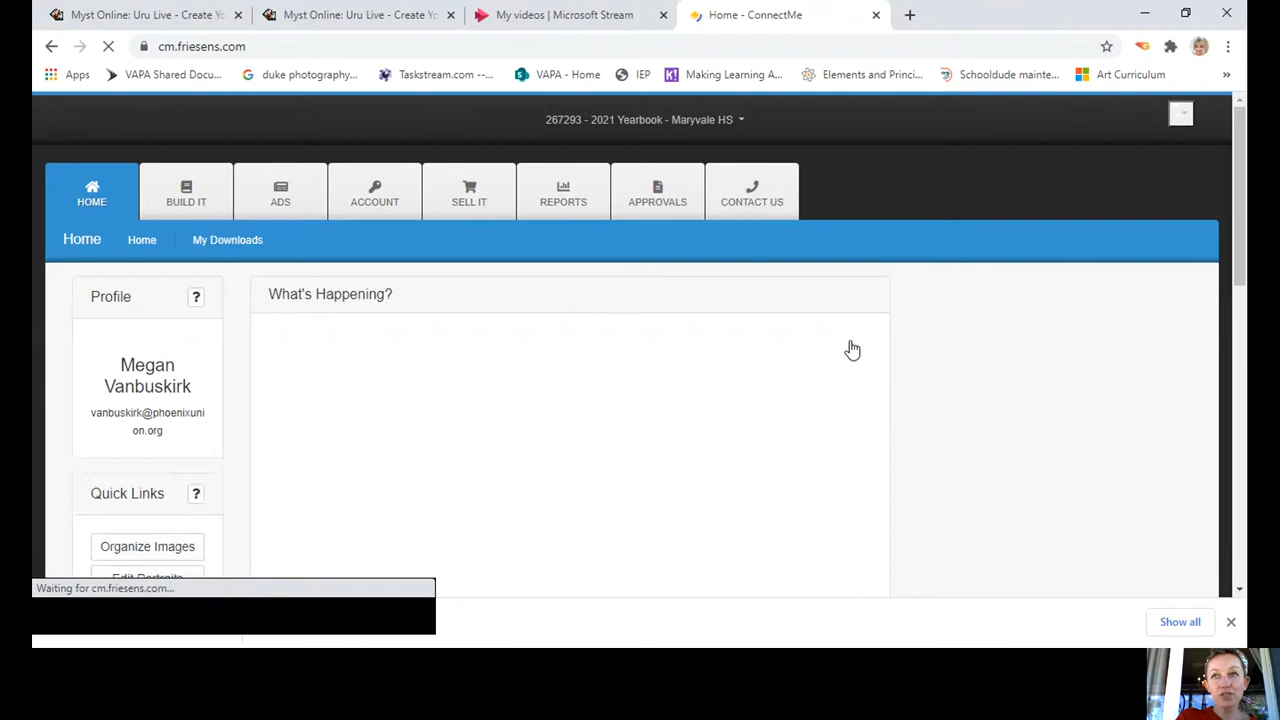 Myst Online: Uru Live - Create Yo
Myst Online: Uru Live - Create Yo
My videos | Microsoft Stream
Home - ConnectMe
cm.friesens.com
Apps
VAPA Shared Docu...
duke photography...
Taskstream.com --...
VAPA - Home
IEP
Making Learning A...
Elements and Princi...
Schooldude mainte...
Art Curriculum
»
267293 - 2021 Yearbook - Maryvale HS
HOME
BUILD IT
ADS
ACCOUNT
SELL IT
REPORTS
APPROVALS
CONTACT US
Home
Home
My Downloads
Profile
?
What's Happening?
Megan
Vanbuskirk
vanbuskirk@phoenixuni
on.org
Quick Links
?
Organize Images
Edit Portraits
Waiting for cm.friesens.com...
Show all